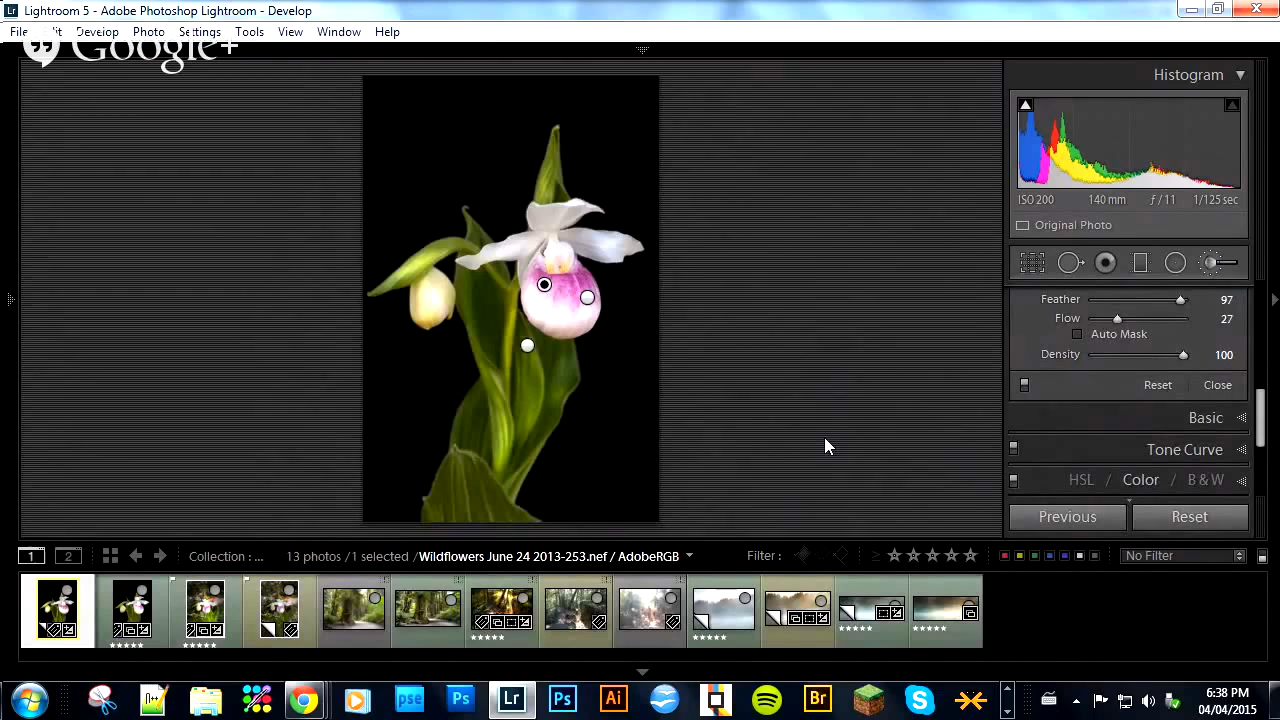 Lightroom 5 - Adobe Photoshop Lightroom - Develop
File Edit Develop Photo Settings Tools View Window Help
Google+
Histogram
ISO 200 140 mm ƒ / 11 1/125 sec
Original Photo
Feather 97
Flow 27
Auto Mask
Density 100
Reset Close
Basic
Tone Curve
HSL / Color / B & W
Previous Reset
1 2 Collection : ... 13 photos / 1 selected / Wildflowers June 24 2013-253.nef / AdobeRGB Filter : No Filter
pse Ps Lr Ps Ai Br
6:38 PM
04/04/2015